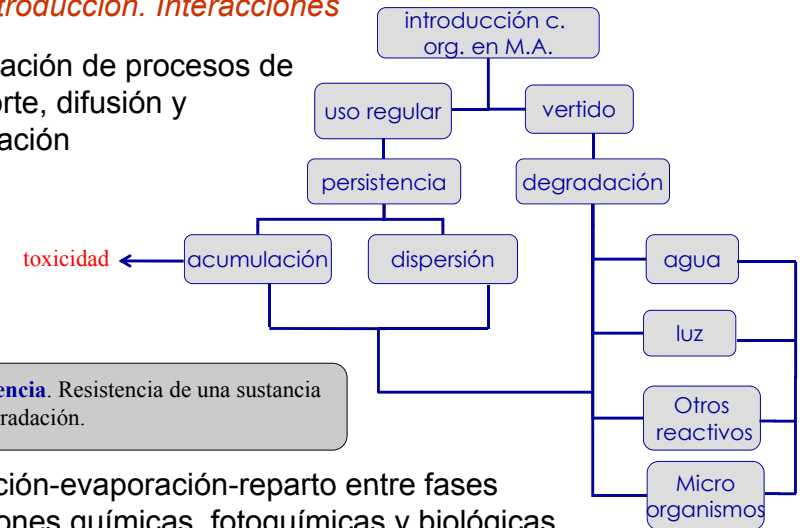 troducción. Interacciones
introducción c.
org. en M.A.
ación de procesos de
orte, difusión y
ación
uso regular
vertido
persistencia
degradación
toxicidad
acumulación
dispersión
agua
luz
encia. Resistencia de una sustancia
radación.
Otros
reactivos
Micro
organismos
ción-evaporación-reparto entre fases
ones químicas, fotoquímicas y biológicas